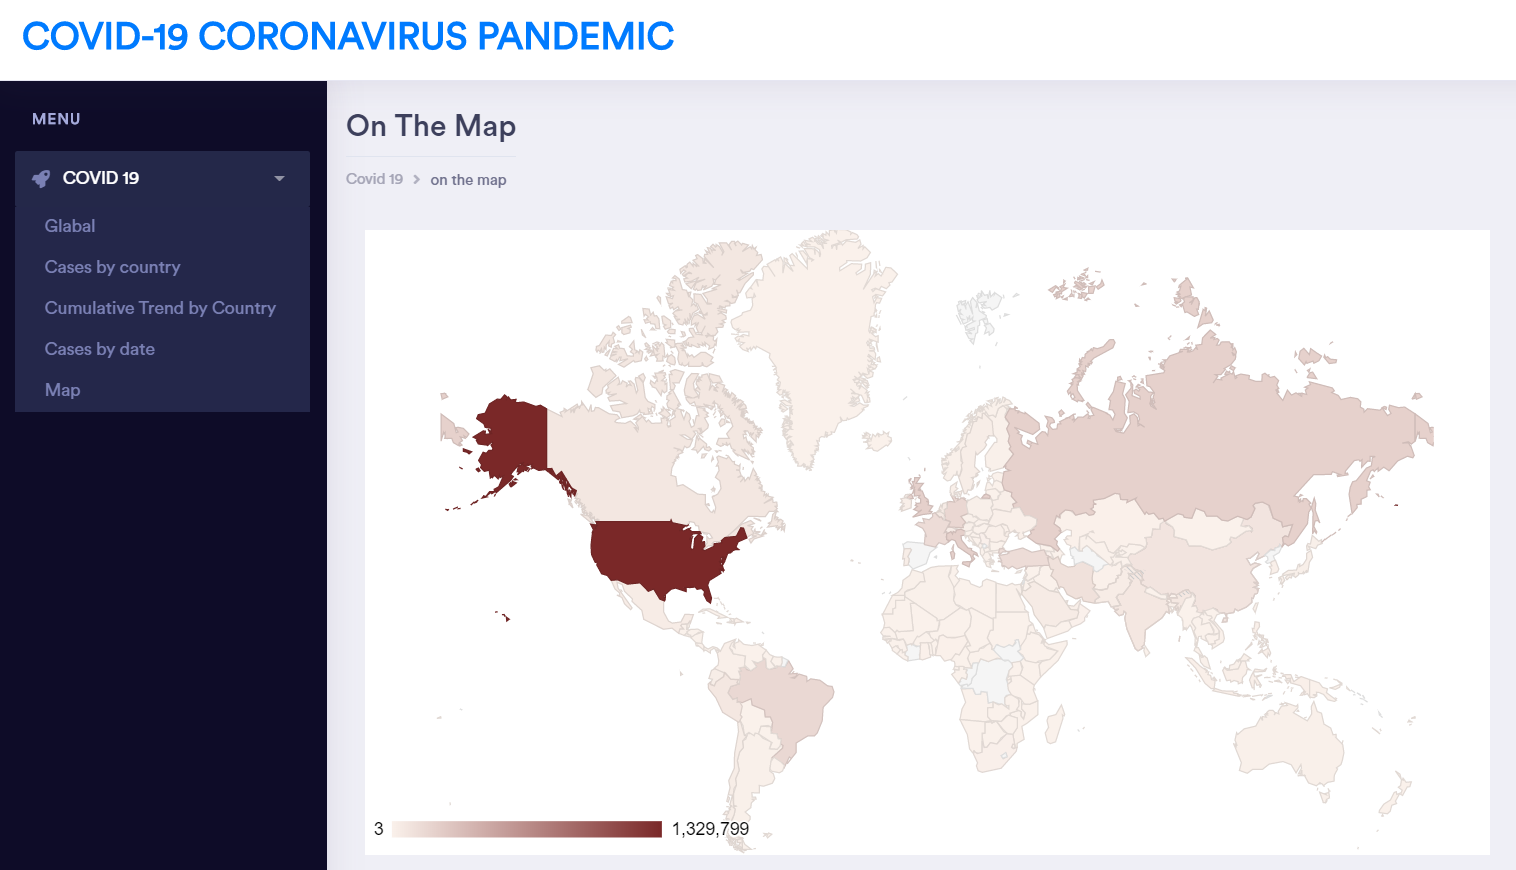 COVID-19 CORONAVIRUS PANDEMIC
MENU
COVID 19
Glabal
Cases by country
Cumulative Trend by Country
Cases by date
Map
On The Map
Covid 19 > on the map
3
1,329,799